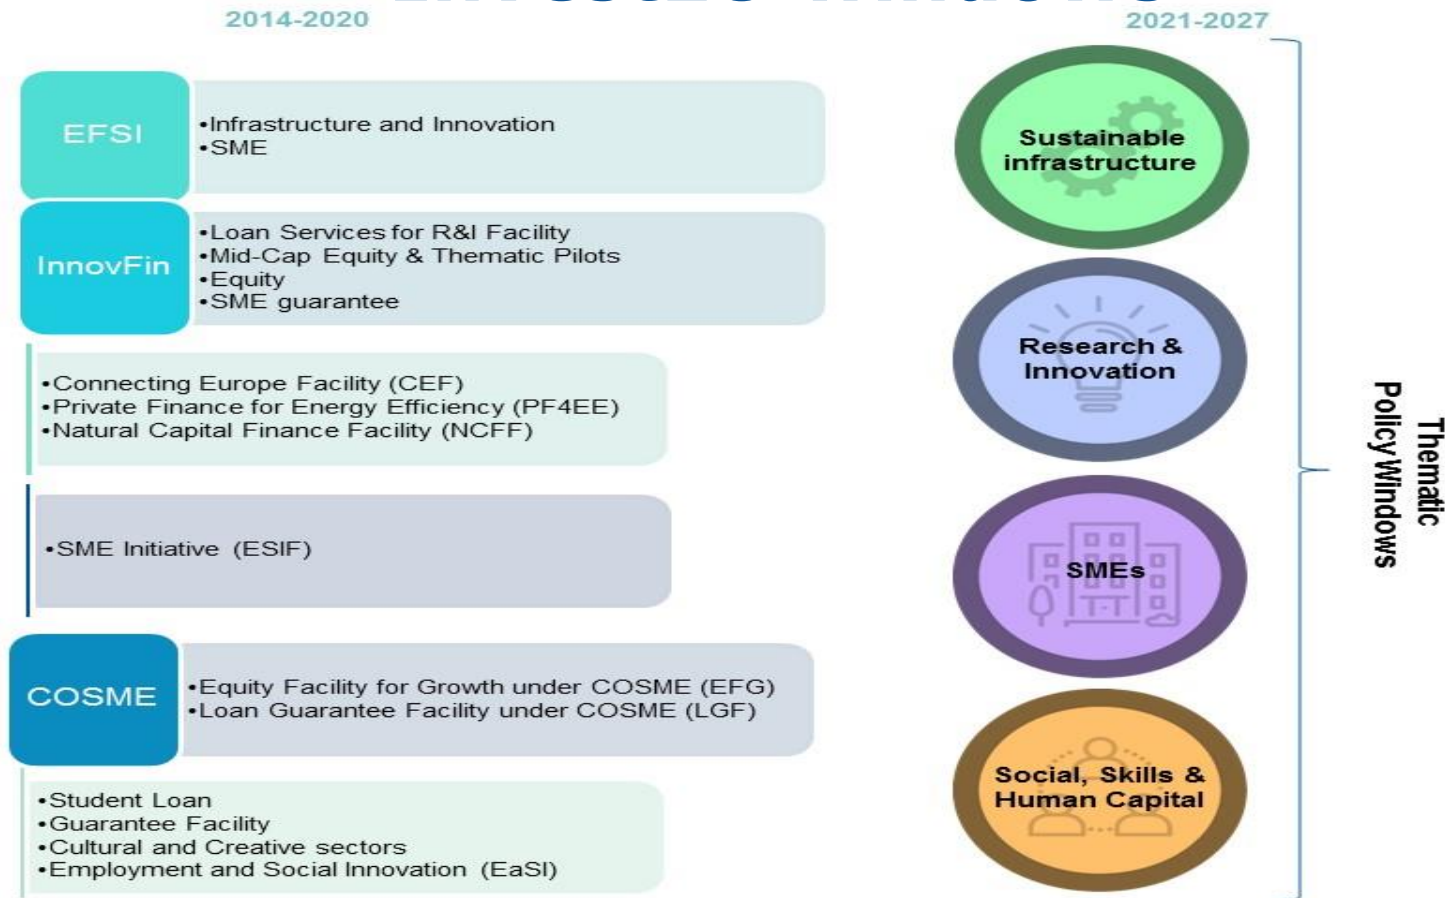 2014-2020
2021-2027
EFSI
•Infrastructure and Innovation
•SME
InnovFin
•Loan Services for R&I Facility
•Mid-Cap Equity & Thematic Pilots
•Equity
•SME guarantee
•Connecting Europe Facility (CEF)
•Private Finance for Energy Efficiency (PF4EE)
•Natural Capital Finance Facility (NCFF)
•SME Initiative (ESIF)
COSME
•Equity Facility for Growth under COSME (EFG)
•Loan Guarantee Facility under COSME (LGF)
•Student Loan
•Guarantee Facility
•Cultural and Creative sectors
•Employment and Social Innovation (EaSI)
Sustainable
infrastructure
Research &
Innovation
SMEs
Social, Skills &
Human Capital
Thematic
Policy Windows